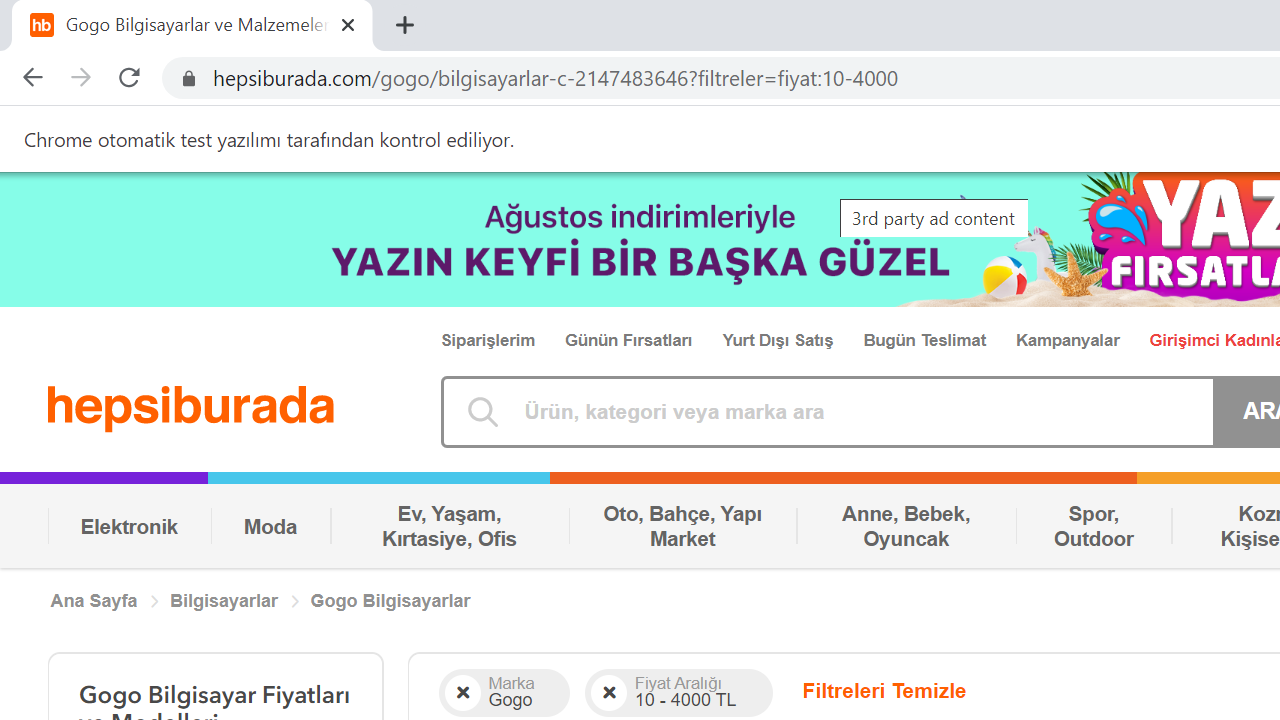 hb
Gogo Bilgisayarlar ve Malzemeler
hepsiburada.com/gogo/bilgisayarlar-c-2147483646?filtreler=fiyat:10-4000
Chrome otomatik test yazılımı tarafından kontrol ediliyor.
Ağustos indirimleriyle
YAZIN KEYFİ BİR BAŞKA GÜZEL
3rd party ad content
YAZ
FIRSATLA
Siparişlerim
Günün Fırsatları
Yurt Dışı Satış
Bugün Teslimat
Kampanyalar
Girişimci Kadınla
hepsiburada
Ürün, kategori veya marka ara
ARA
Elektronik
Moda
Ev, Yaşam,
Kırtasiye, Ofis
Oto, Bahçe, Yapı
Market
Anne, Bebek,
Oyuncak
Spor,
Outdoor
Kozm
Kişise
Ana Sayfa
Bilgisayarlar
Gogo Bilgisayarlar
Gogo Bilgisayar Fiyatları
ve Modelleri
Marka
Gogo
Fiyat Aralığı
10 - 4000 TL
Filtreleri Temizle